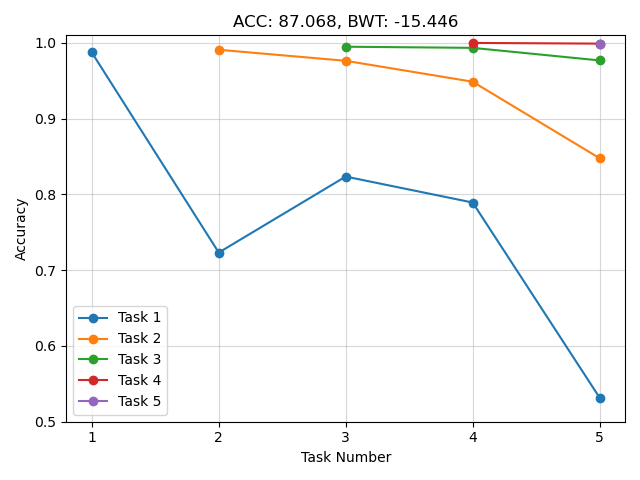 ACC: 87.068, BWT: -15.446
1.0
0.9
0.8
0.7
0.6
0.5
Accuracy
Task 1
Task 2
Task 3
Task 4
Task 5
1 2 3 4 5
Task Number